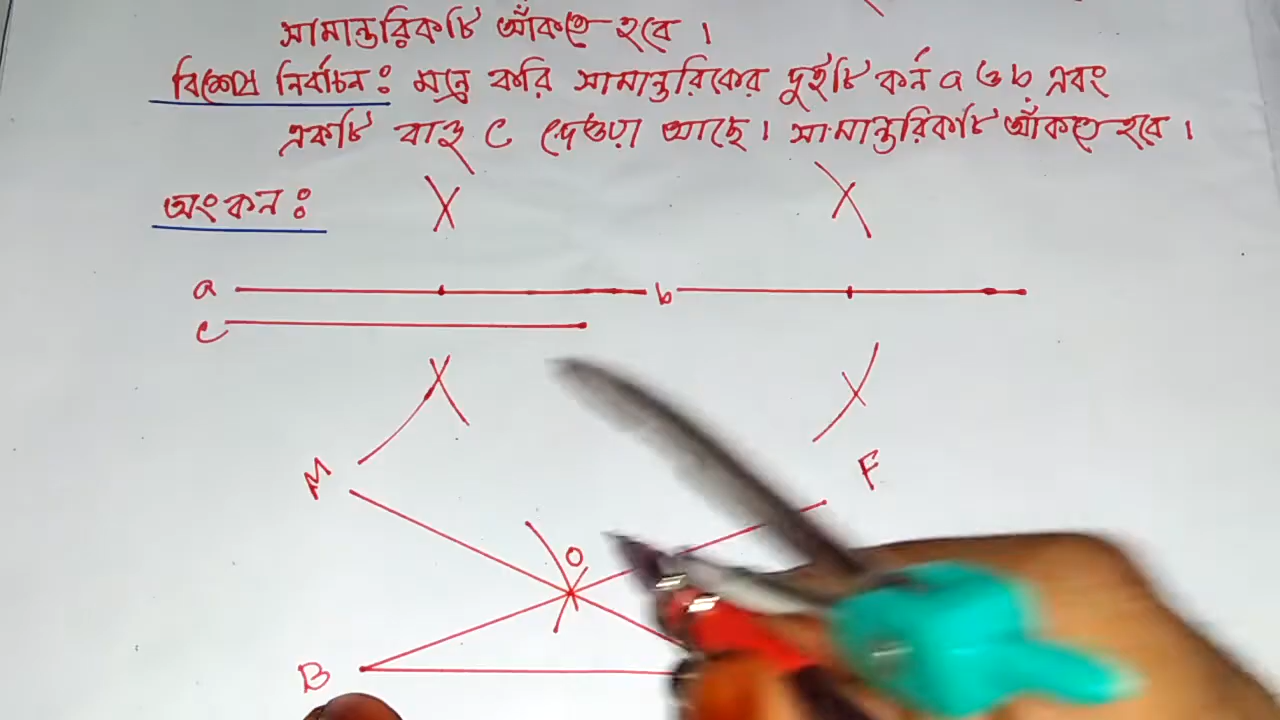 সামান্তরিকটি আঁকতে হবে।
বিশেষ নির্বাচন: মনে করি সামান্তরিকের দুইটি কর্ন a ও b এবং
একটি বাহু c দেওয়া আছে। সামান্তরিকটি আঁকতে হবে।
অংকন:
a b
c
M F
O
B